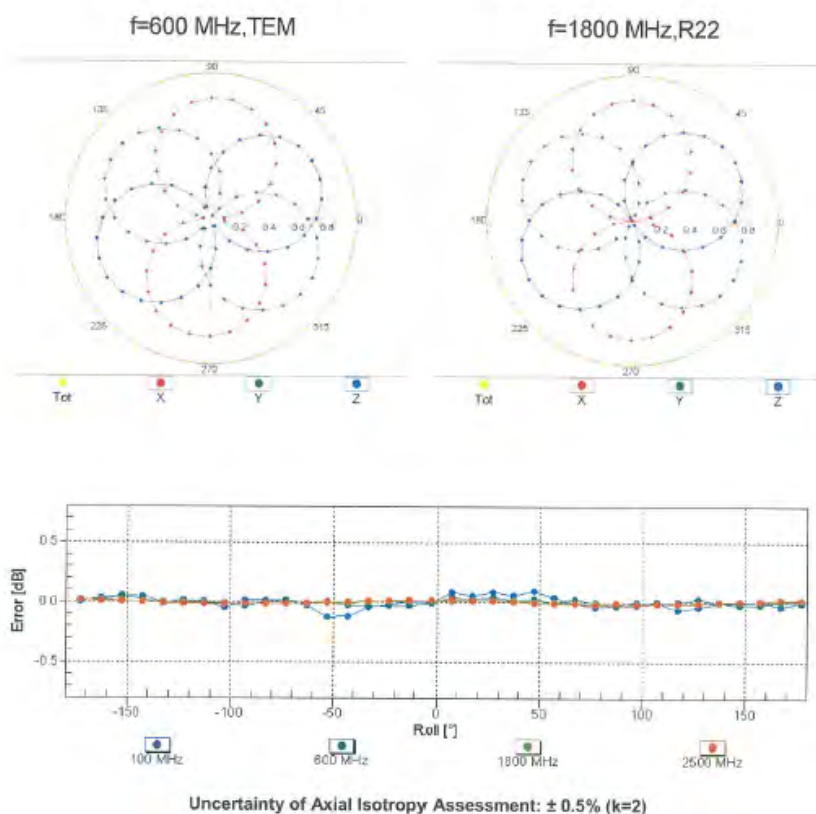 f=600 MHz,TEM
f=1800 MHz,R22
90
135
45
180
0.2 0.4 0.6 0.8
0
225
315
270
Tot X Y Z
90
135
45
180
0.2 0.4 0.6 0.8
0
225
315
270
Tot X Y Z
Error [dB]
0.5
0.0
-0.5
-150 -100 -50 0 50 100 150
Roll [°]
100 MHz 600 MHz 1800 MHz 2500 MHz
Uncertainty of Axial Isotropy Assessment: ± 0.5% (k=2)